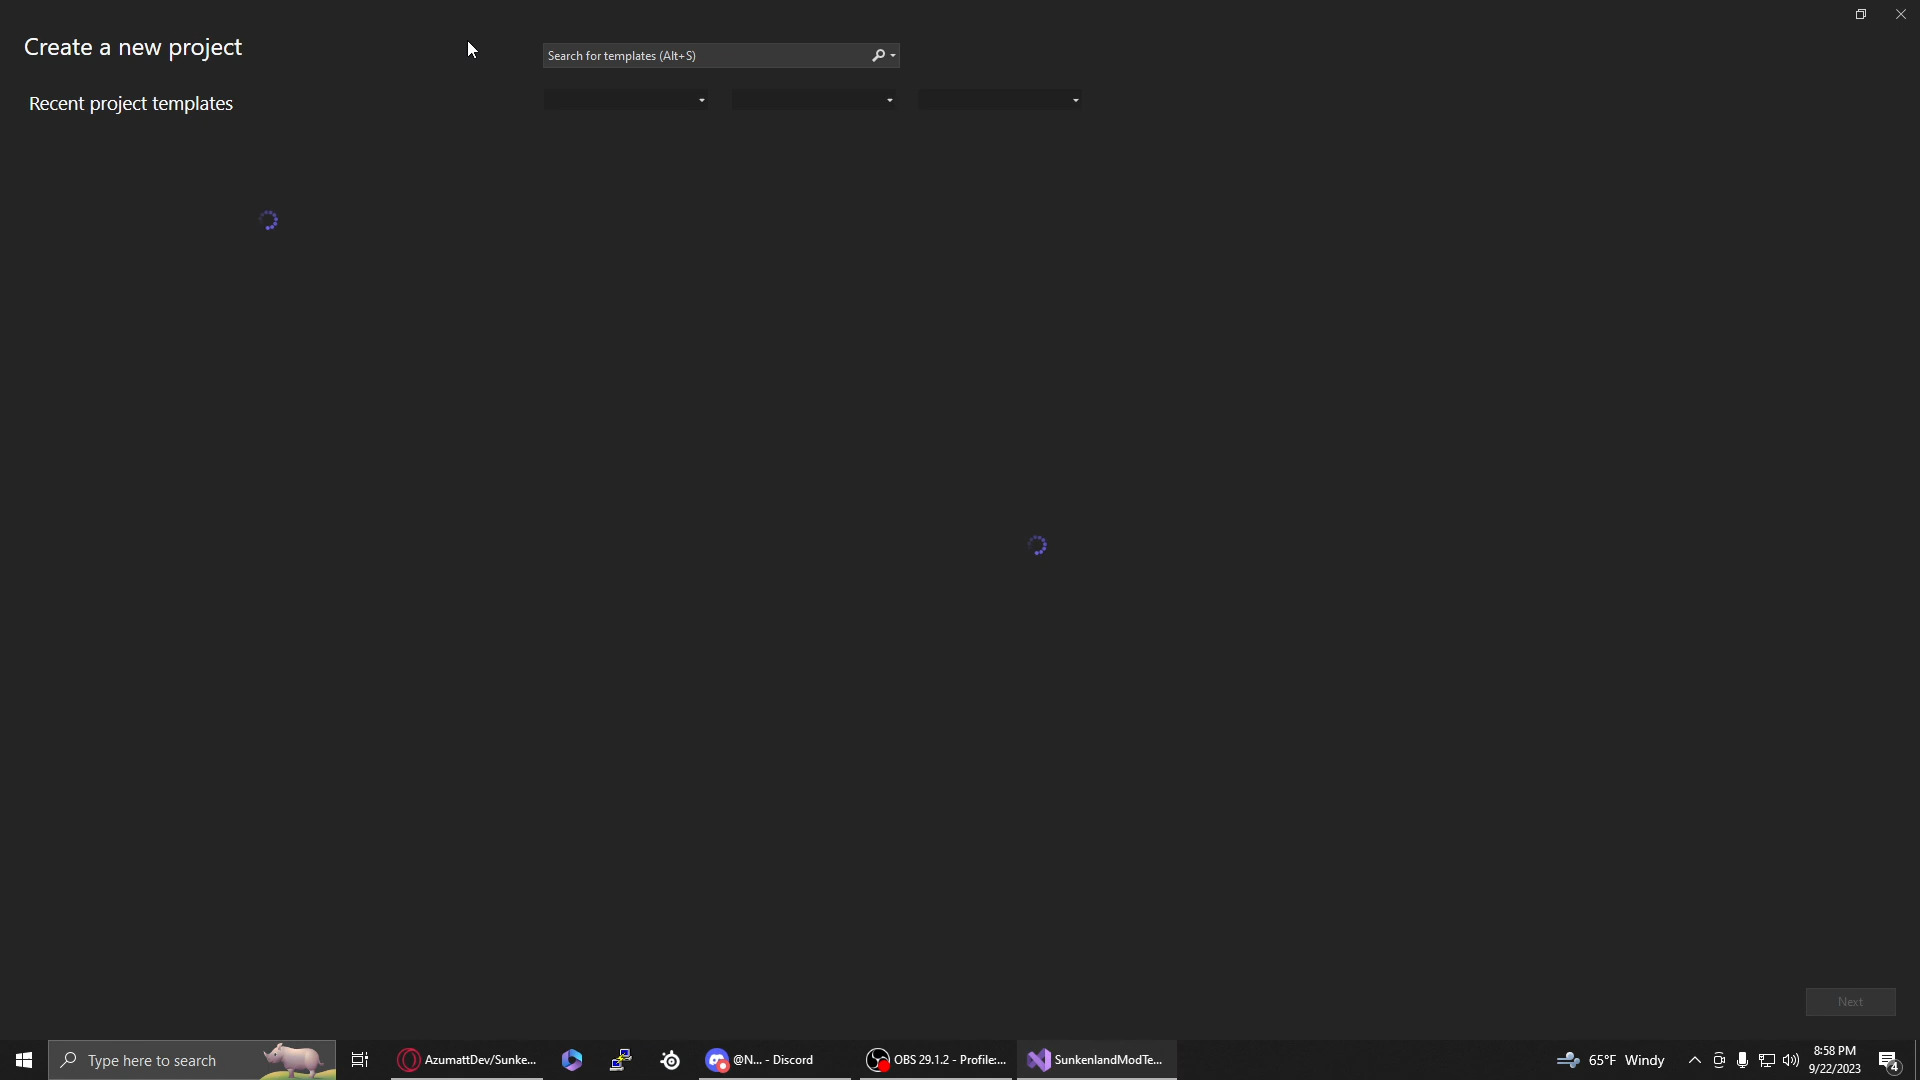 Create a new project
Search for templates (Alt+S)
Recent project templates
Next
Type here to search
AzumattDev/Sunke...
@N... - Discord
OBS 29.1.2 - Profile:...
SunkenlandModTe...
65°F Windy
8:58 PM
9/22/2023
4